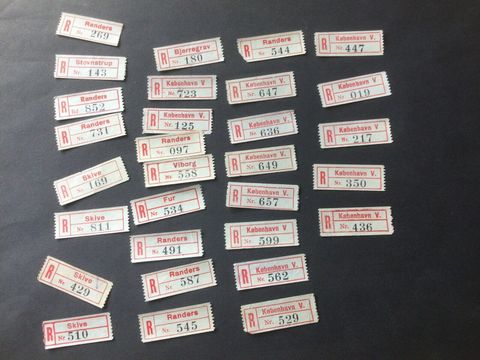 R Randers
Nr. 269
R Stovnstrup
Nr. 143
R Randers
Nr. 852
R Randers
Nr. 731
R Skive
Nr. 169
R Skive
Nr. 811
R Skive
Nr. 429
R Skive
Nr. 510
R Bjerregrav
Nr. 180
R København V.
Nr. 723
R København V.
Nr. 125
R Randers
Nr. 097
R Viborg
Nr. 558
R Fur
Nr. 534
R Randers
Nr. 491
R Randers
Nr. 587
R Randers
Nr. 545
R Randers
Nr. 544
R København V.
Nr. 647
R København V.
Nr. 636
R København V.
Nr. 649
R København V.
Nr. 657
R København V.
Nr. 599
R København V.
Nr. 562
R København V.
Nr. 529
R København V.
Nr. 447
R København V.
Nr. 019
R København V.
Nr. 217
R København V.
Nr. 350
R København V.
Nr. 436